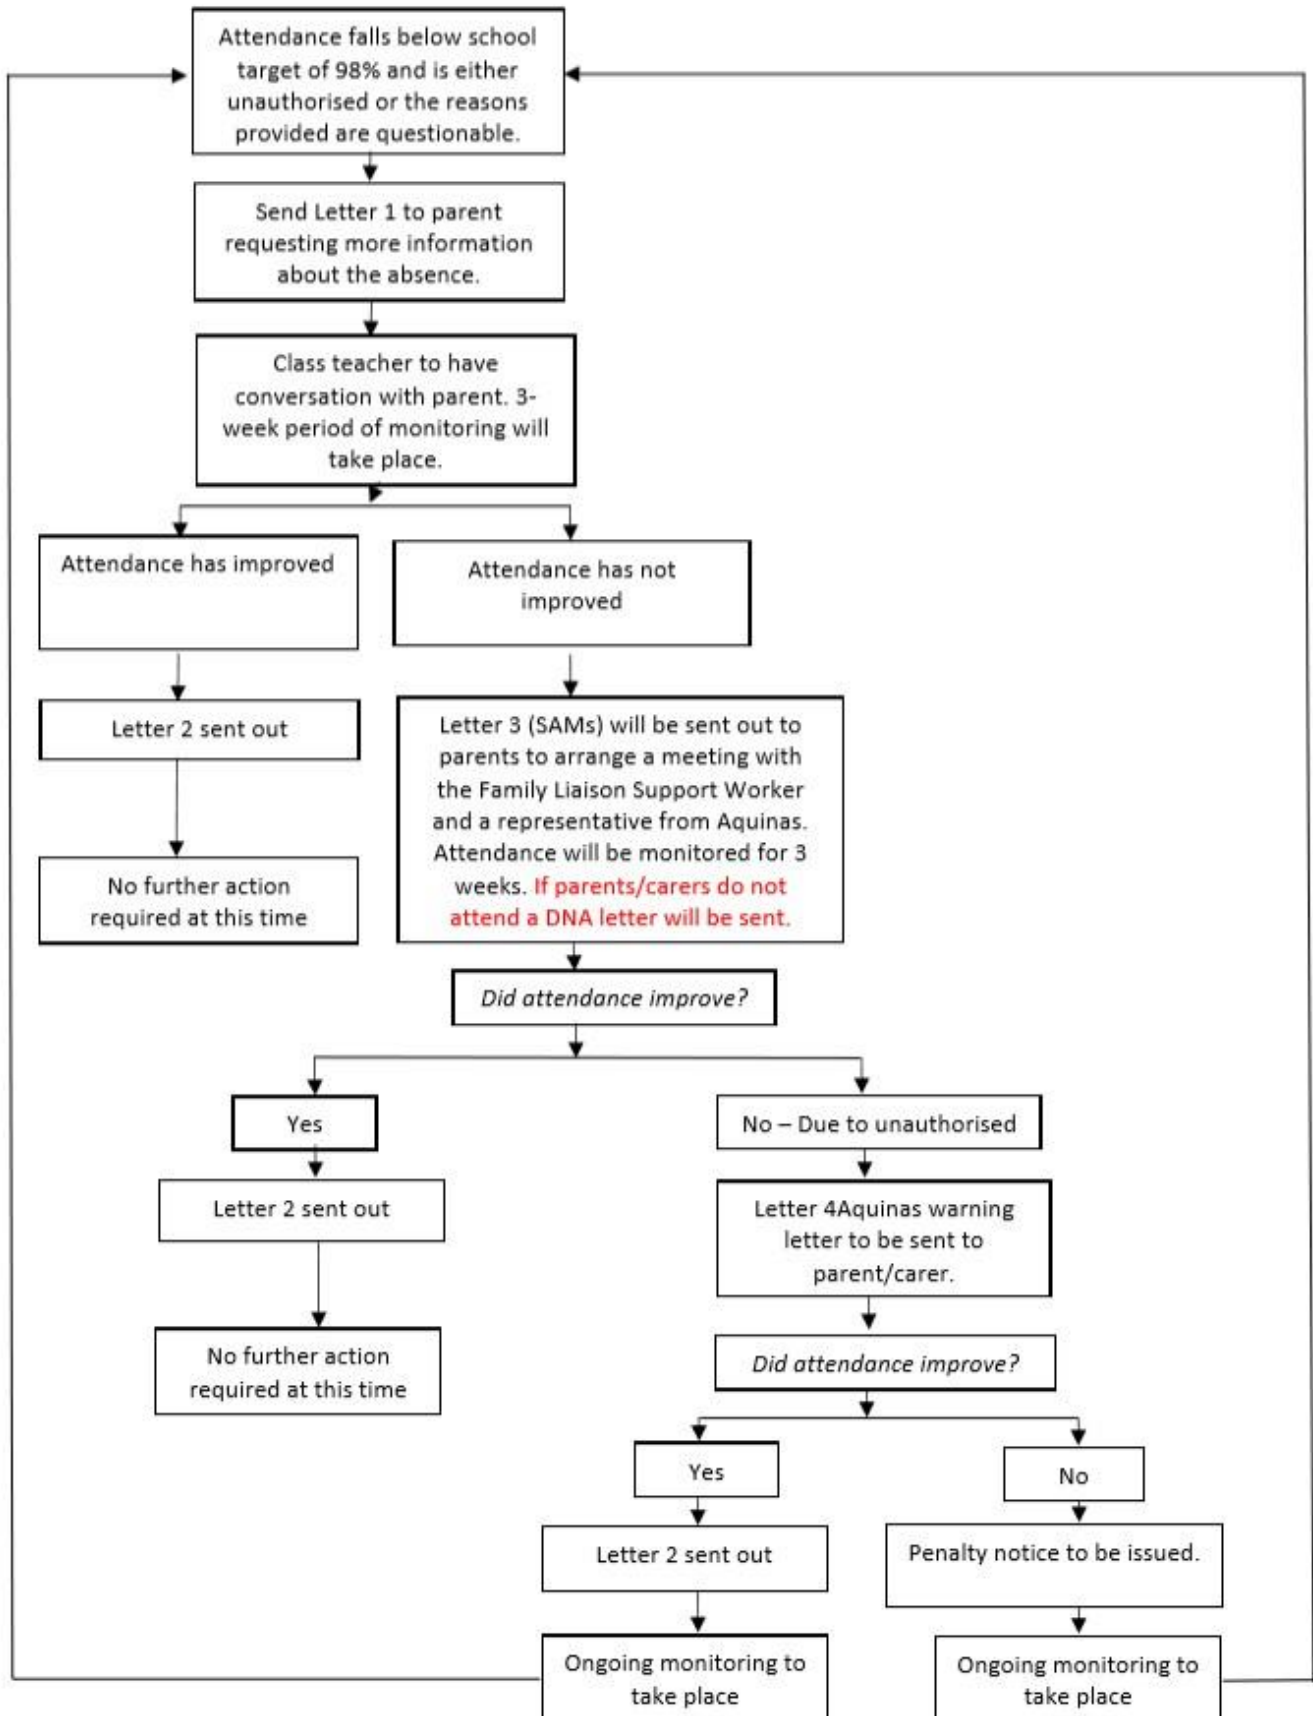 Attendance falls below school
target of 98% and is either
unauthorised or the reasons
provided are questionable.
Send Letter 1 to parent
requesting more information
about the absence.
Class teacher to have
conversation with parent. 3-
week period of monitoring will
take place.
Attendance has improved
Attendance has not
improved
Letter 2 sent out
No further action
required at this time
Letter 3 (SAMs) will be sent out to
parents to arrange a meeting with
the Family Liaison Support Worker
and a representative from Aquinas.
Attendance will be monitored for 3
weeks. If parents/carers do not
attend a DNA letter will be sent.
Did attendance improve?
Yes
Letter 2 sent out
No further action
required at this time
No – Due to unauthorised
Letter 4Aquinas warning
letter to be sent to
parent/carer.
Did attendance improve?
Yes
Letter 2 sent out
Ongoing monitoring to
take place
No
Penalty notice to be issued.
Ongoing monitoring to
take place